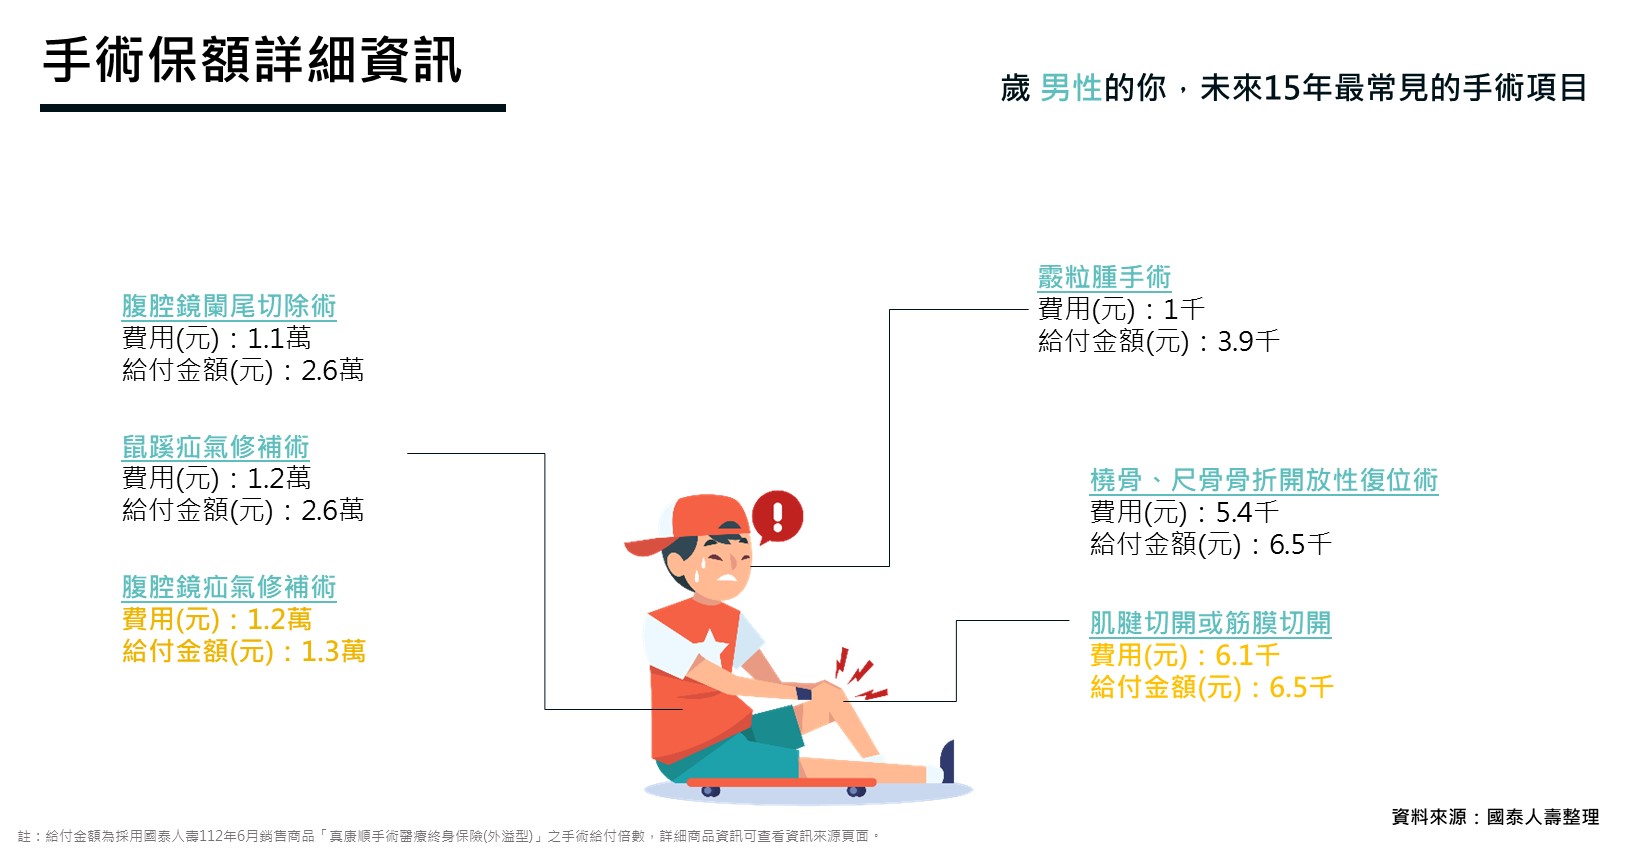 手術保額詳細資訊
歲 男性的你，未來15年最常見的手術項目
腹腔鏡闌尾切除術
費用(元)：1.1萬
給付金額(元)：2.6萬
鼠蹊疝氣修補術
費用(元)：1.2萬
給付金額(元)：2.6萬
腹腔鏡疝氣修補術
費用(元)：1.2萬
給付金額(元)：1.3萬
霰粒腫手術
費用(元)：1千
給付金額(元)：3.9千
橈骨、尺骨骨折開放性復位術
費用(元)：5.4千
給付金額(元)：6.5千
肌腱切開或筋膜切開
費用(元)：6.1千
給付金額(元)：6.5千
資料來源：國泰人壽整理
註：給付金額為採用國泰人壽112年6月銷售商品「真康順手術醫療終身保險(外溢型)」之手術給付倍數，詳細商品資訊可查看資訊來源頁面。